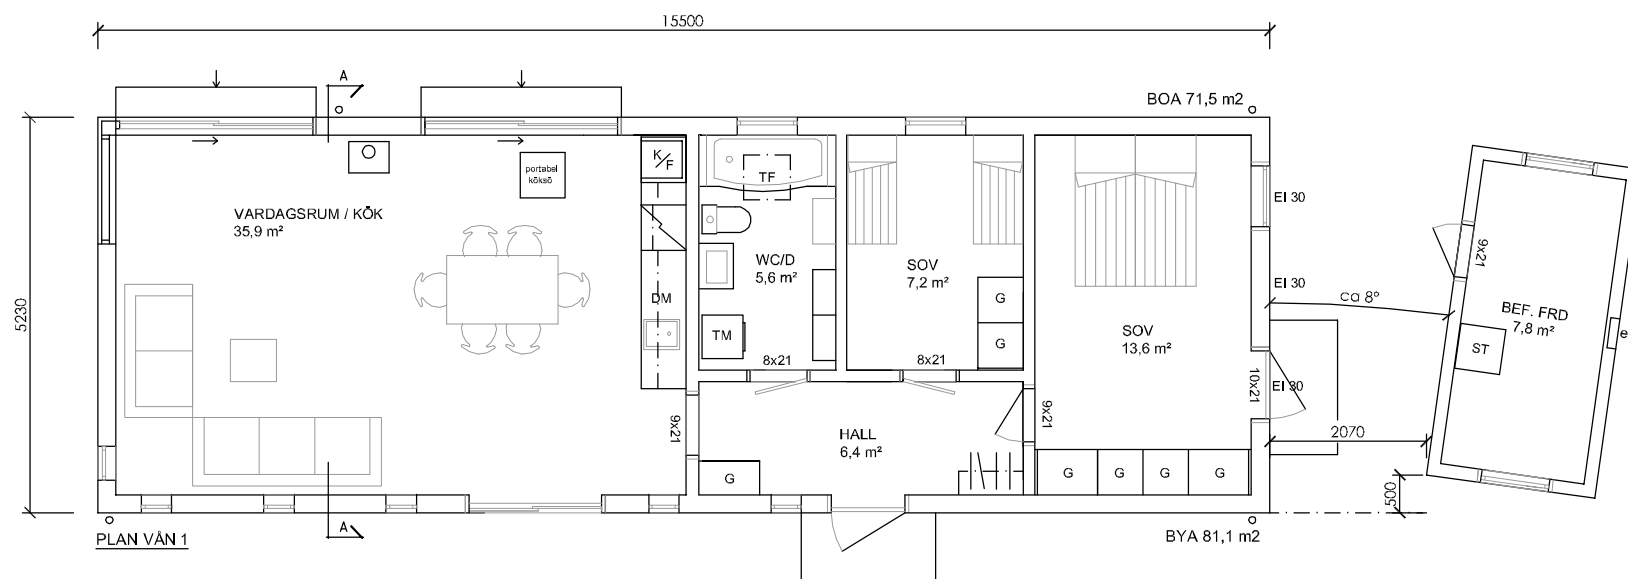 15500
A
BOA 71,5 m2
K/F
portabel
köksö
TF
VARDAGSRUM / KÖK
35,9 m²
EI 30
9x21
WC/D
5,6 m²
SOV
7,2 m²
5230
DM
G
EI 30
ca 8°
BEF. FRD
7,8 m²
e
TM
G
SOV
13,6 m²
ST
8x21
8x21
10x21
EI 30
9x21
9x21
HALL
6,4 m²
2070
G
G
G
G
G
500
A
PLAN VÅN 1
BYA 81,1 m2